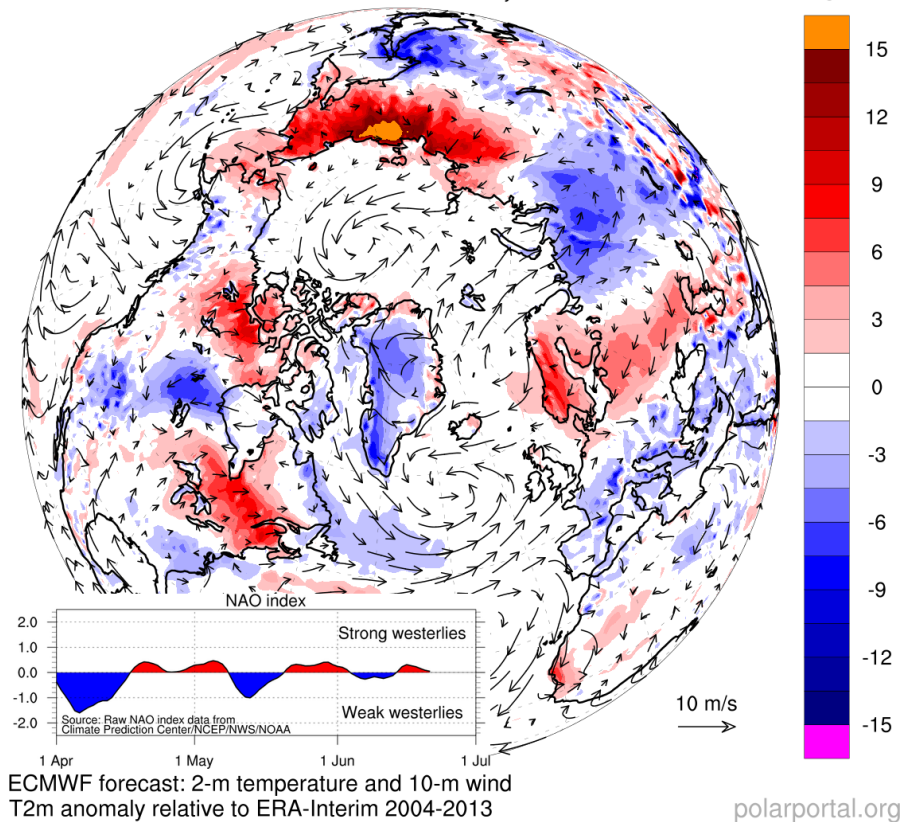 15
12
9
6
3
0
-3
-6
-9
-12
-15
10 m/s
NAO index
2.0
1.0
0.0
-1.0
-2.0
Strong westerlies
Weak westerlies
Source: Raw NAO index data from
Climate Prediction Center/NCEP/NWS/NOAA
1 Apr 1 May 1 Jun 1 Jul
ECMWF forecast: 2-m temperature and 10-m wind
T2m anomaly relative to ERA-Interim 2004-2013
polarportal.org